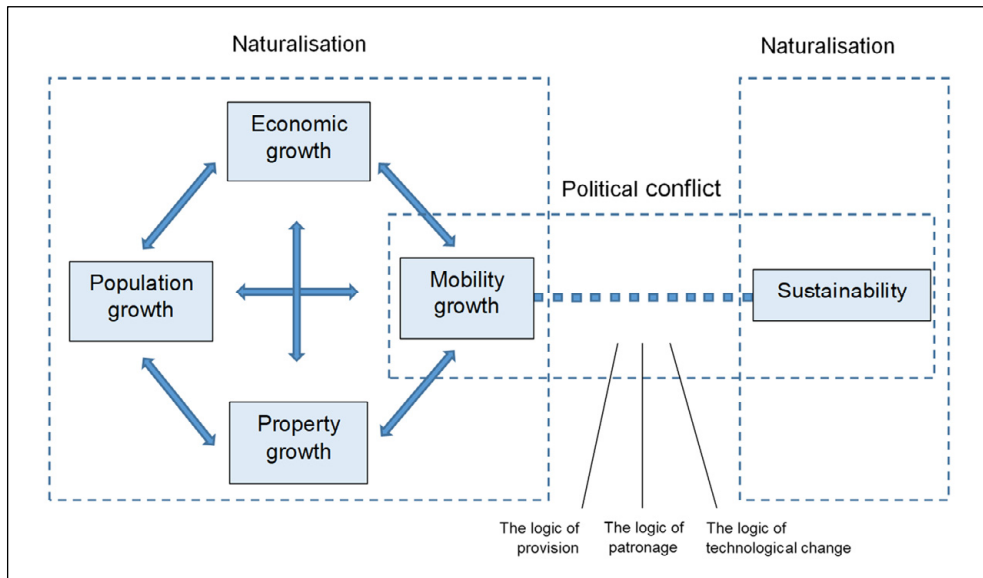 Naturalisation
Naturalisation
Economic
growth
Political conflict
Population
growth
Mobility
growth
Sustainability
Property
growth
The logic of
provision
The logic of
patronage
The logic of
technological change